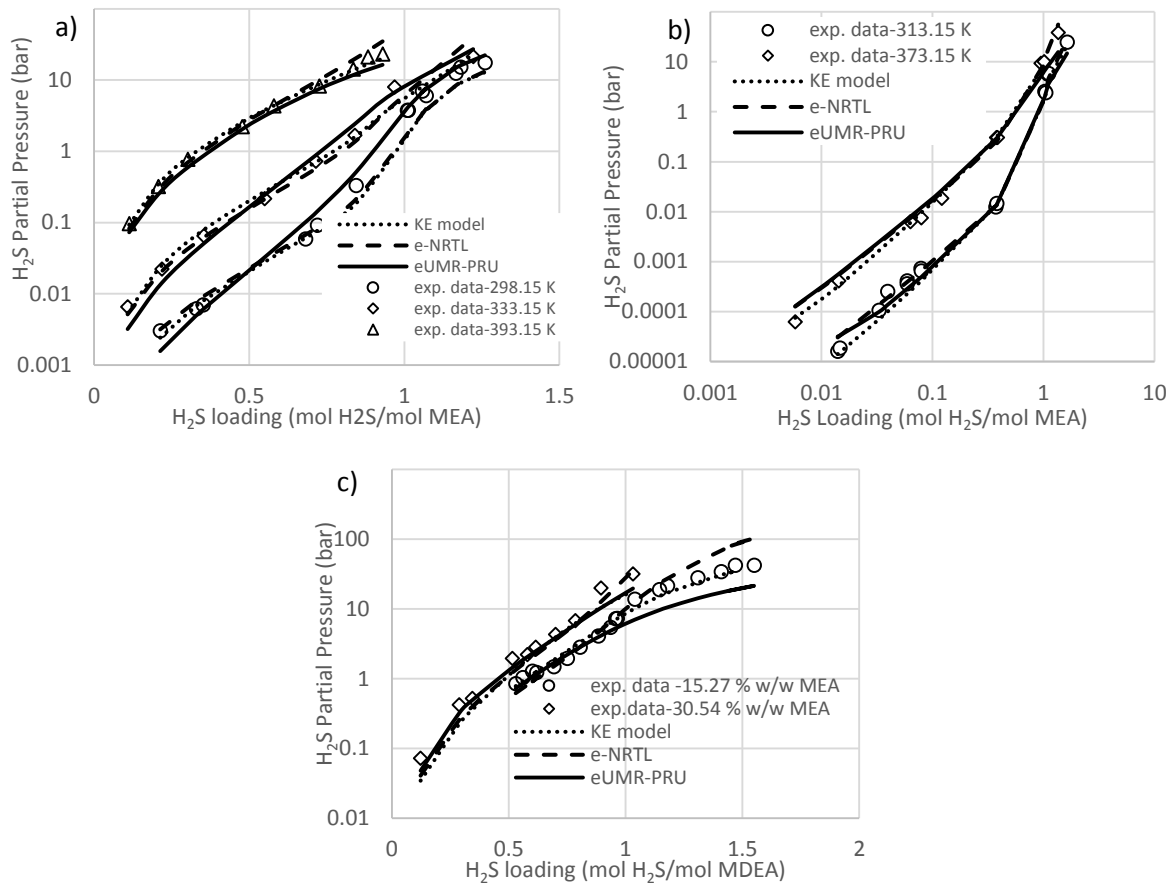 a)
H₂S Partial Pressure (bar)
100
10
1
0.1
0.01
0.001
KE model
e-NRTL
eUMR-PRU
exp. data-298.15 K
exp. data-333.15 K
exp. data-393.15 K
0
0.5
1
1.5
H₂S loading (mol H2S/mol MEA)
b)
H₂S Partial Pressure (bar)
100
10
1
0.1
0.01
0.001
0.0001
0.00001
exp. data-313.15 K
exp. data-373.15 K
KE model
e-NRTL
eUMR-PRU
0.001
0.01
0.1
1
10
H₂S Loading (mol H₂S/mol MEA)
c)
H₂S Partial Pressure (bar)
100
10
1
0.1
0.01
exp. data -15.27 % w/w MEA
exp.data-30.54 % w/w MEA
KE model
e-NRTL
eUMR-PRU
0
0.5
1
1.5
2
H₂S loading (mol H₂S/mol MDEA)